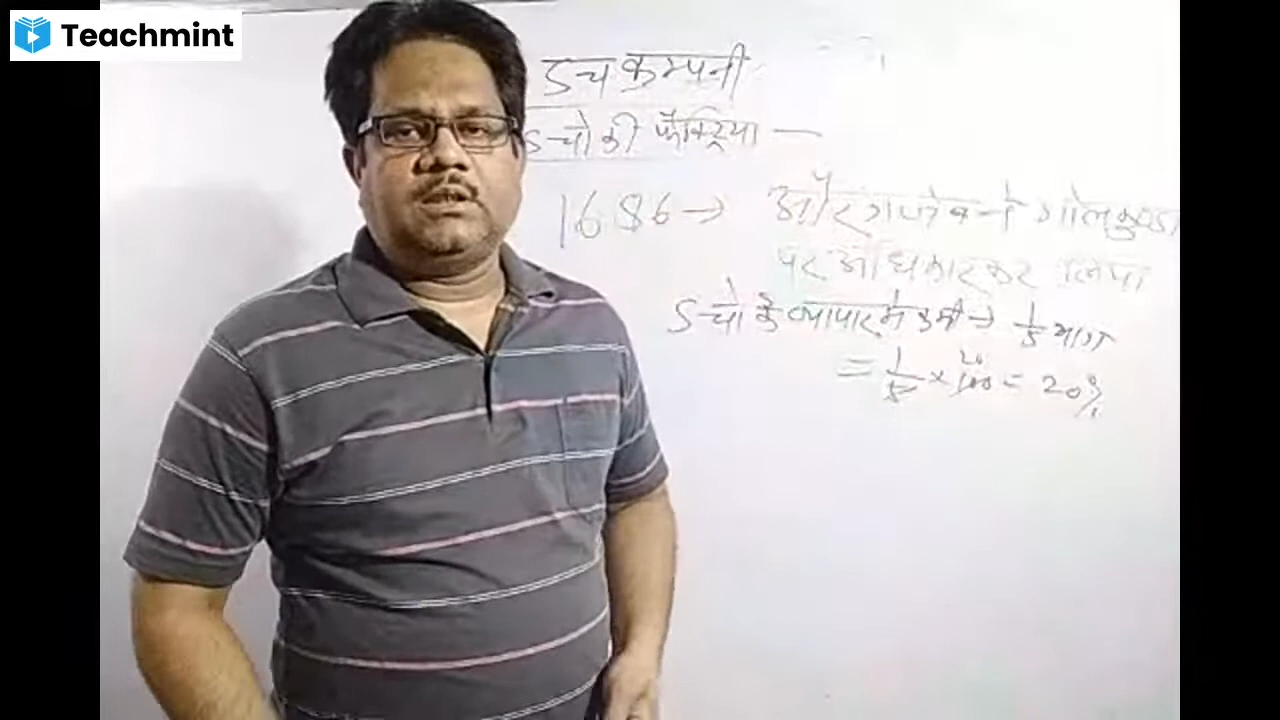 Teachmint
डच कम्पनी
डचों की फैक्ट्रिया —
1686 → औरंगजेब ने गोलकुण्डा
पर अधिकार कर लिया
डचों के व्यापार में कमी → 1/5 भाग
= 1/5 × 100 = 20%